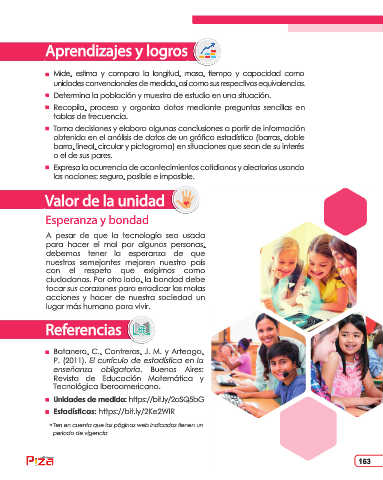 Aprendizajes y logros
Mide, estima y compara la longitud, masa, tiempo y capacidad como
unidades convencionales de medida, así como sus respectivas equivalencias.
Determina la población y muestra de estudio en una situación.
Recopila, procesa y organiza datos mediante preguntas sencillas en
tablas de frecuencia.
Toma decisiones y elabora algunas conclusiones a partir de información
obtenida en el análisis de datos de un gráfico estadístico (barras, doble
barra, lineal, circular y pictograma) en situaciones que sean de su interés
o el de sus pares.
Expresa la ocurrencia de acontecimientos cotidianos y aleatorios usando
las nociones: seguro, posible e imposible.
Valor de la unidad
Esperanza y bondad
A pesar de que la tecnología sea usada
para hacer el mal por algunas personas,
debemos tener la esperanza de que
nuestros semejantes mejoren nuestro país
con el respeto que exigimos como
ciudadanos. Por otro lado, la bondad debe
tocar sus corazones para erradicar las malas
acciones y hacer de nuestra sociedad un
lugar más humano para vivir.
Referencias
Batanero, C., Contreras, J. M. y Arteaga,
P. (2011). El currículo de estadística en la
enseñanza obligatoria. Buenos Aires:
Revista de Educación Matemática y
Tecnológica Iberoamericano.
Unidades de medida: https://bit.ly/2oSQ5bG
Estadísticas: https://bit.ly/2Ke2WlR
*Ten en cuenta que las páginas web indicadas tienen un
periodo de vigencia
163